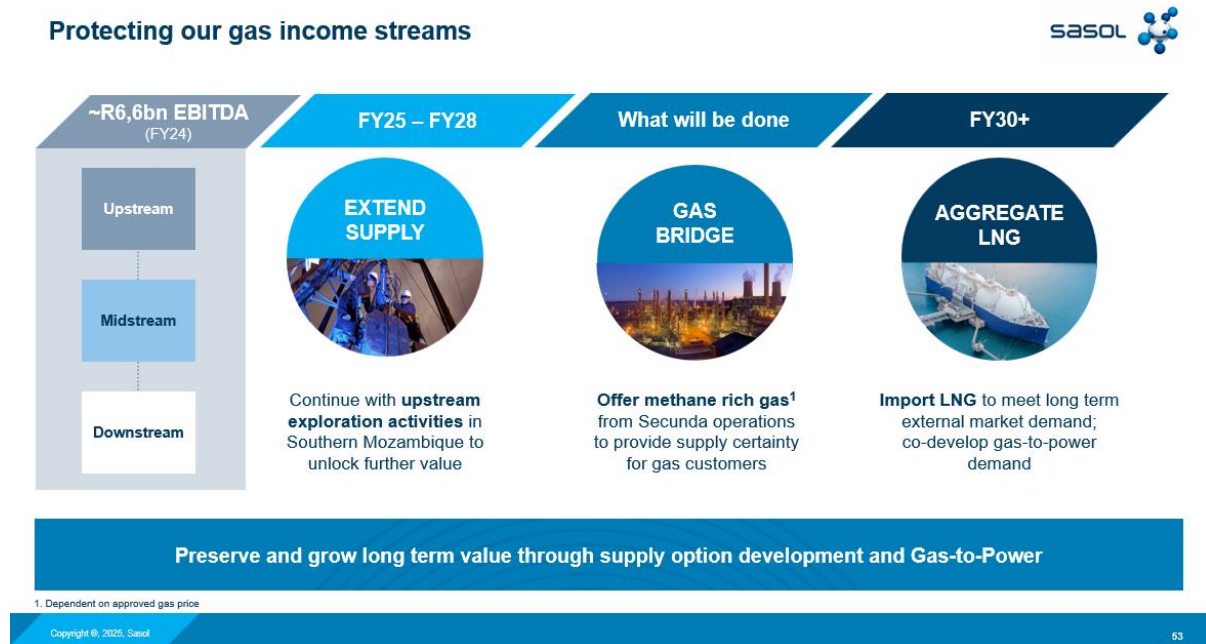 Protecting our gas income streams
sasol
~R6,6bn EBITDA
(FY24)
FY25 – FY28
What will be done
FY30+
Upstream
Midstream
Downstream
EXTEND
SUPPLY
Continue with upstream
exploration activities in
Southern Mozambique to
unlock further value
GAS
BRIDGE
Offer methane rich gas¹
from Secunda operations
to provide supply certainty
for gas customers
AGGREGATE
LNG
Import LNG to meet long term
external market demand;
co-develop gas-to-power
demand
Preserve and grow long term value through supply option development and Gas-to-Power
1. Dependent on approved gas price
Copyright ©, 2025, Sasol
53